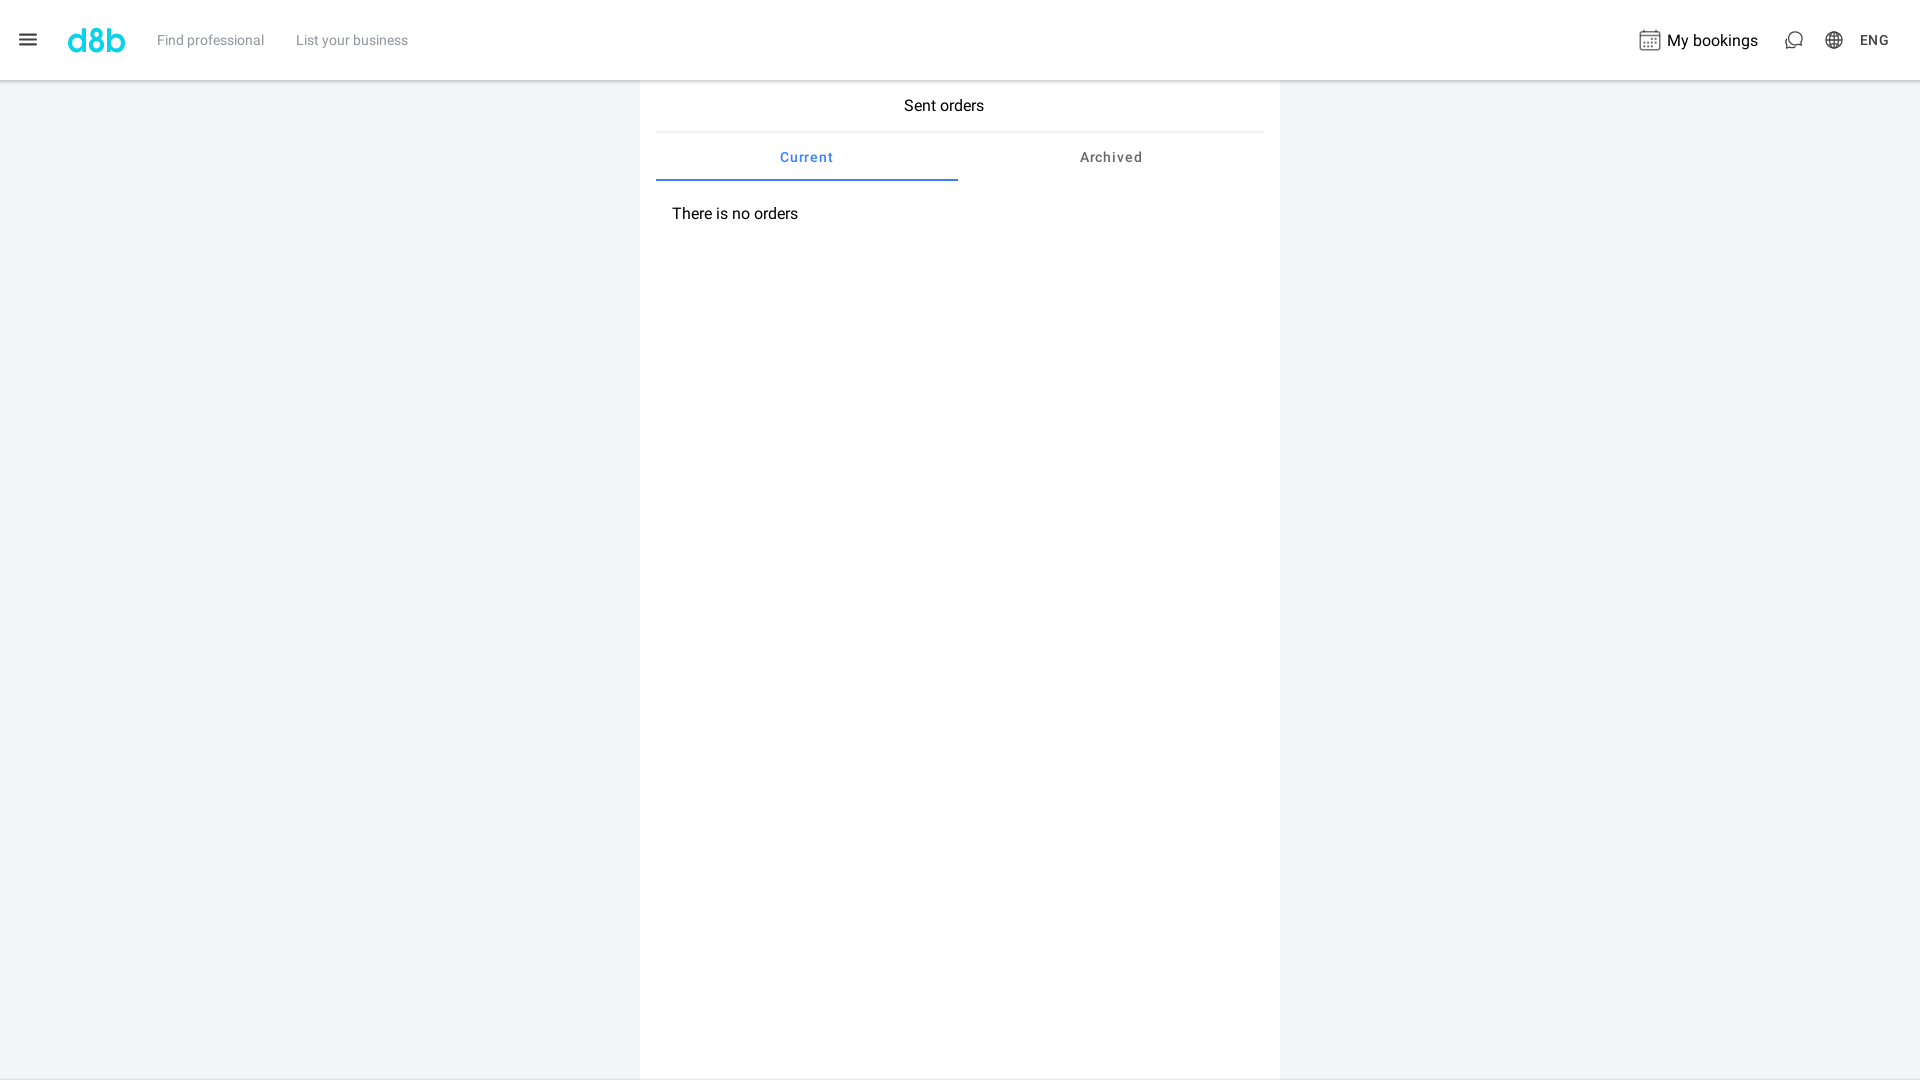 d8b
Find professional
List your business
My bookings
ENG
Sent orders
Current
Archived
There is no orders